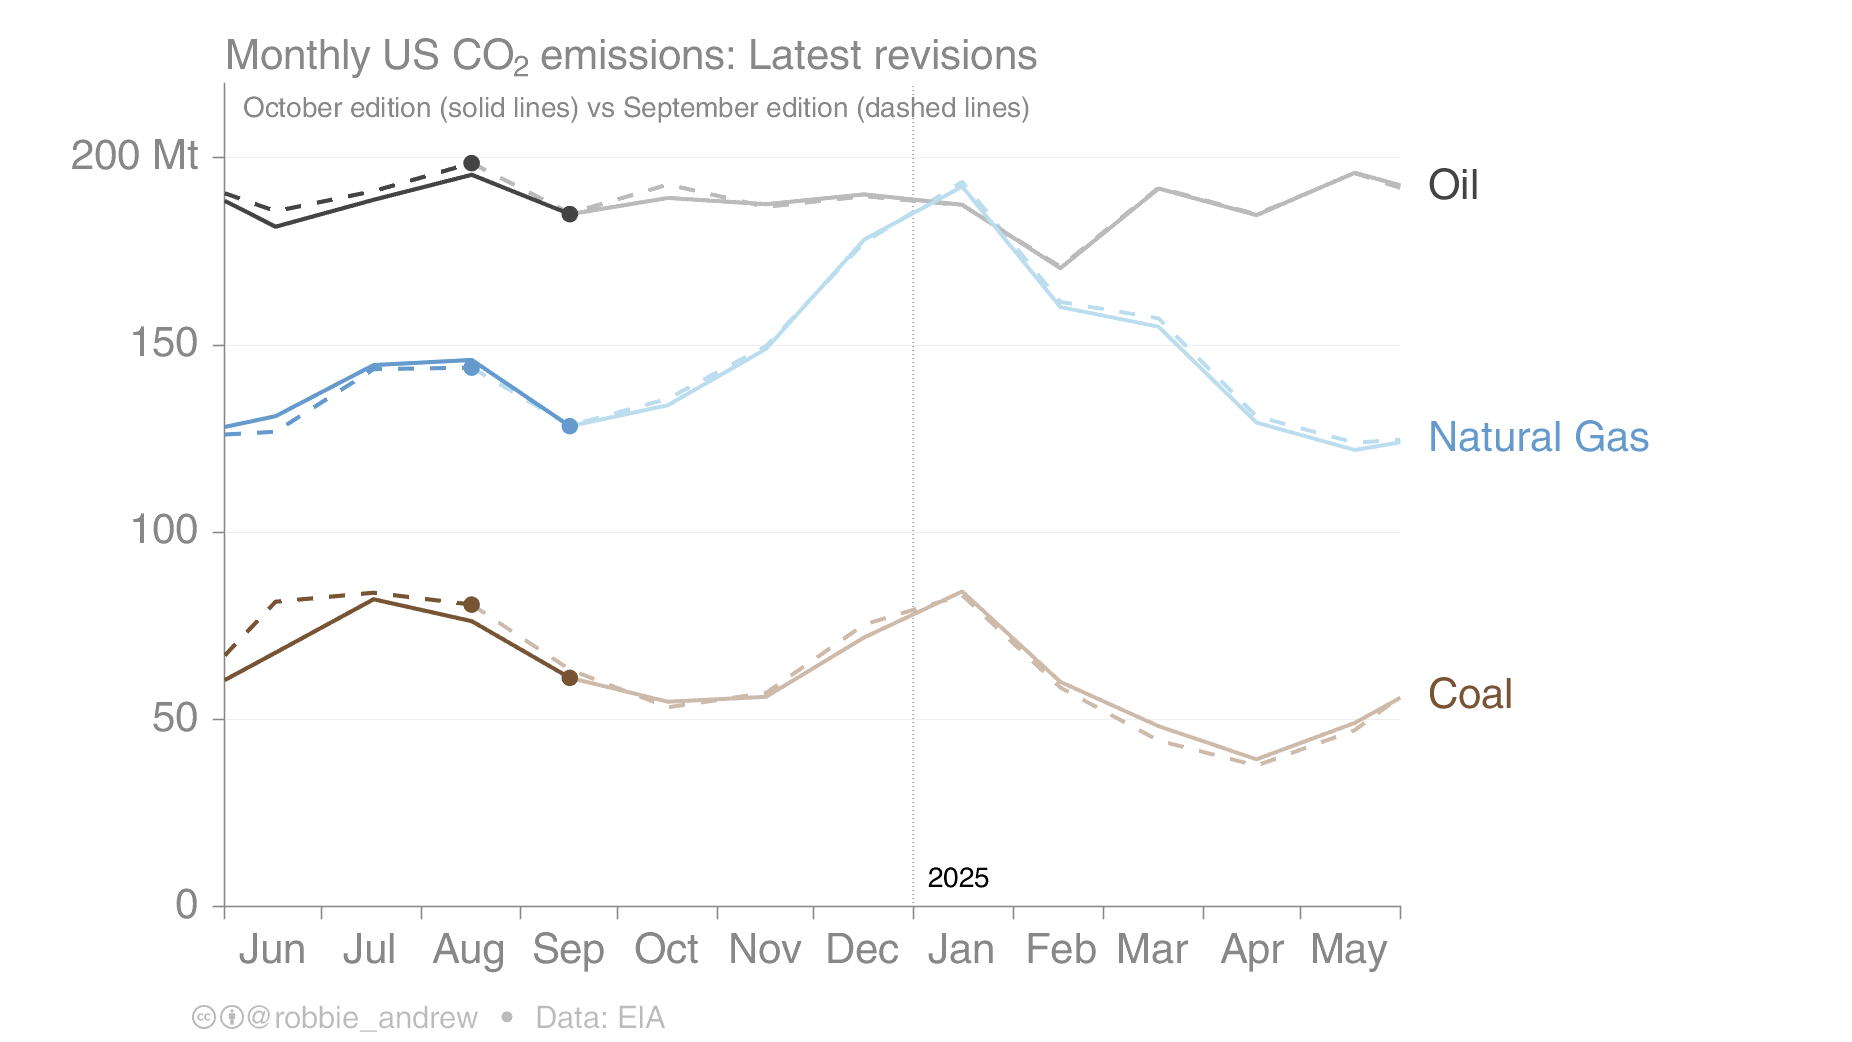 Monthly US CO₂ emissions: Latest revisions
October edition (solid lines) vs September edition (dashed lines)
200 Mt
Oil
150
Natural Gas
100
Coal
50
2025
0
Jun Jul Aug Sep Oct Nov Dec Jan Feb Mar Apr May
cc @robbie_andrew • Data: EIA